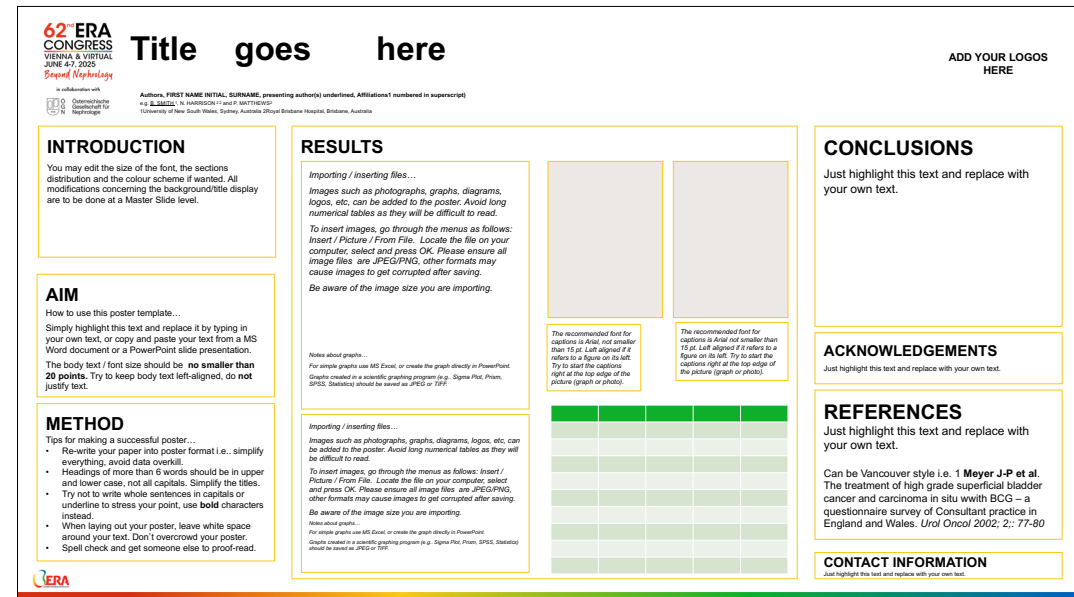 62nd ERA
CONGRESS
VIENNA & VIRTUAL
JUNE 4-7, 2025
Beyond Nephrology
in collaboration with
Ö Österreichische
G Gesellschaft für
N Nephrologie
Title goes here
Authors, FIRST NAME INITIAL, SURNAME, presenting author(s) underlined, Affiliations1 numbered in superscript)
e.g. B. SMITH 1, N. HARRISON 2 3 and P. MATTHEWS2
1University of New South Wales, Sydney, Australia 2Royal Brisbane Hospital, Brisbane, Australia
ADD YOUR LOGOS
HERE
INTRODUCTION
You may edit the size of the font, the sections
distribution and the colour scheme if wanted. All
modifications concerning the background/title display
are to be done at a Master Slide level.
AIM
How to use this poster template…
Simply highlight this text and replace it by typing in
your own text, or copy and paste your text from a MS
Word document or a PowerPoint slide presentation.
The body text / font size should be no smaller than
20 points. Try to keep body text left-aligned, do not
justify text.
METHOD
Tips for making a successful poster…
• Re-write your paper into poster format i.e.. simplify
everything, avoid data overkill.
• Headings of more than 6 words should be in upper
and lower case, not all capitals. Simplify the titles.
• Try not to write whole sentences in capitals or
underline to stress your point, use bold characters
instead.
• When laying out your poster, leave white space
around your text. Don´t overcrowd your poster.
• Spell check and get someone else to proof-read.
ERA
RESULTS
Importing / inserting files…
Images such as photographs, graphs, diagrams,
logos, etc, can be added to the poster. Avoid long
numerical tables as they will be difficult to read.
To insert images, go through the menus as follows:
Insert / Picture / From File. Locate the file on your
computer, select and press OK. Please ensure all
image files are JPEG/PNG, other formats may
cause images to get corrupted after saving.
Be aware of the image size you are importing.
Notes about graphs…
For simple graphs use MS Excel, or create the graph directly in PowerPoint.
Graphs created in a scientific graphing program (e.g.. Sigma Plot, Prism,
SPSS, Statistics) should be saved as JPEG or TIFF.
Importing / inserting files…
Images such as photographs, graphs, diagrams, logos, etc, can
be added to the poster. Avoid long numerical tables as they will
be difficult to read.
To insert images, go through the menus as follows: Insert /
Picture / From File. Locate the file on your computer, select
and press OK. Please ensure all image files are JPEG/PNG,
other formats may cause images to get corrupted after saving.
Be aware of the image size you are importing.
Notes about graphs…
For simple graphs use MS Excel, or create the graph directly in PowerPoint.
Graphs created in a scientific graphing program (e.g.. Sigma Plot, Prism, SPSS, Statistics)
should be saved as JPEG or TIFF.
The recommended font for
captions is Arial, not smaller
than 15 pt. Left aligned if it
refers to a figure on its left.
Try to start the captions
right at the top edge of the
picture (graph or photo).
The recommended font for
captions is Arial, not smaller
than 15 pt. Left aligned if it
refers to a figure on its left.
Try to start the captions
right at the top edge of
the picture (graph or photo).
CONCLUSIONS
Just highlight this text and replace with
your own text.
ACKNOWLEDGEMENTS
Just highlight this text and replace with your own text.
REFERENCES
Just highlight this text and replace with
your own text.
Can be Vancouver style i.e. 1 Meyer J-P et al.
The treatment of high grade superficial bladder
cancer and carcinoma in situ wwith BCG – a
questionnaire survey of Consultant practice in
England and Wales. Urol Oncol 2002; 2;: 77-80
CONTACT INFORMATION
Just highlight this text and replace with your own text.